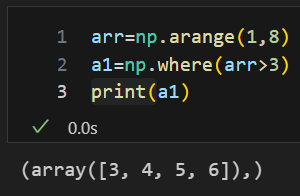 1 arr=np.arange(1,8)
2 a1=np.where(arr>3)
3 print(a1)
✓ 0.0s
(array([3, 4, 5, 6]),)